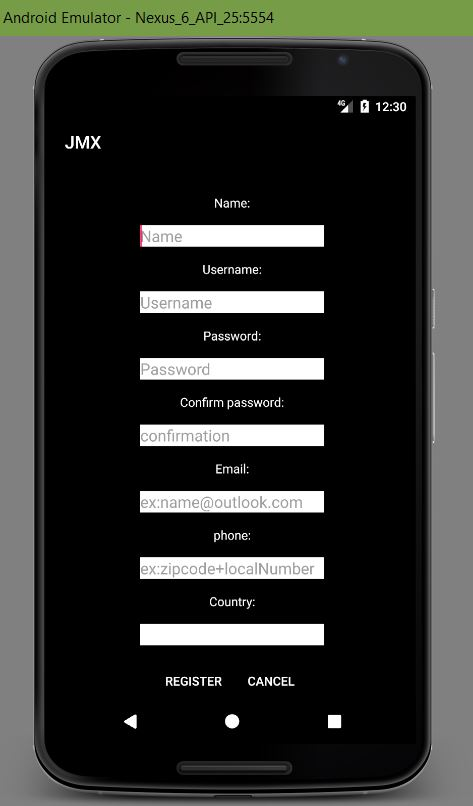 Android Emulator - Nexus_6_API_25:5554
4G 12:30
JMX
Name:
Name
Username:
Username
Password:
Password
Confirm password:
confirmation
Email:
ex:name@outlook.com
phone:
ex:zipcode+localNumber
Country:
REGISTER CANCEL